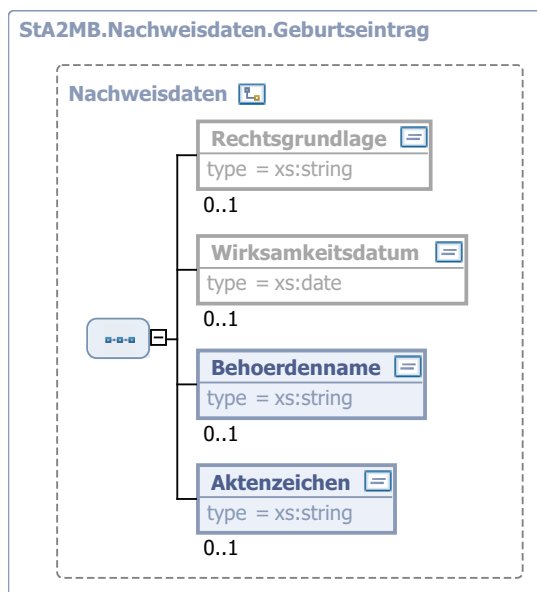 StA2MB.Nachweisdaten.Geburtseintrag
Nachweisdaten
Rechtsgrundlage
type = xs:string
0..1
Wirksamkeitsdatum
type = xs:date
0..1
Behoerdenname
type = xs:string
0..1
Aktenzeichen
type = xs:string
0..1